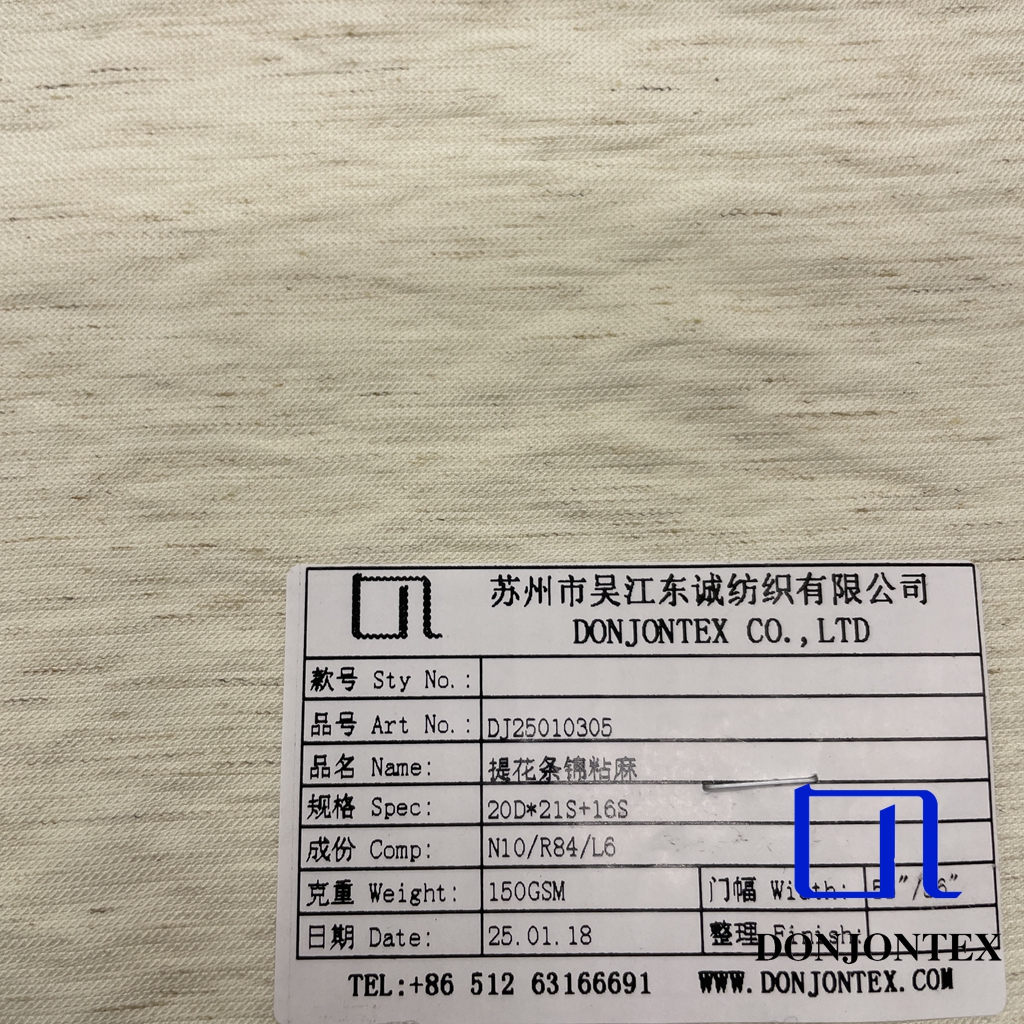 苏州市吴江东诚纺织有限公司
DONJONTEX CO.,LTD
款号 Sty No.:
品号 Art No.: DJ25010305
品名 Name: 提花条锦粘麻
规格 Spec: 20D*21S+16S
成份 Comp: N10/R84/L6
克重 Weight: 150GSM 门幅 Width:
日期 Date: 25.01.18 整理 Finish:
DONJONTEX
TEL:+86 512 63166691 WWW.DONJONTEX.COM